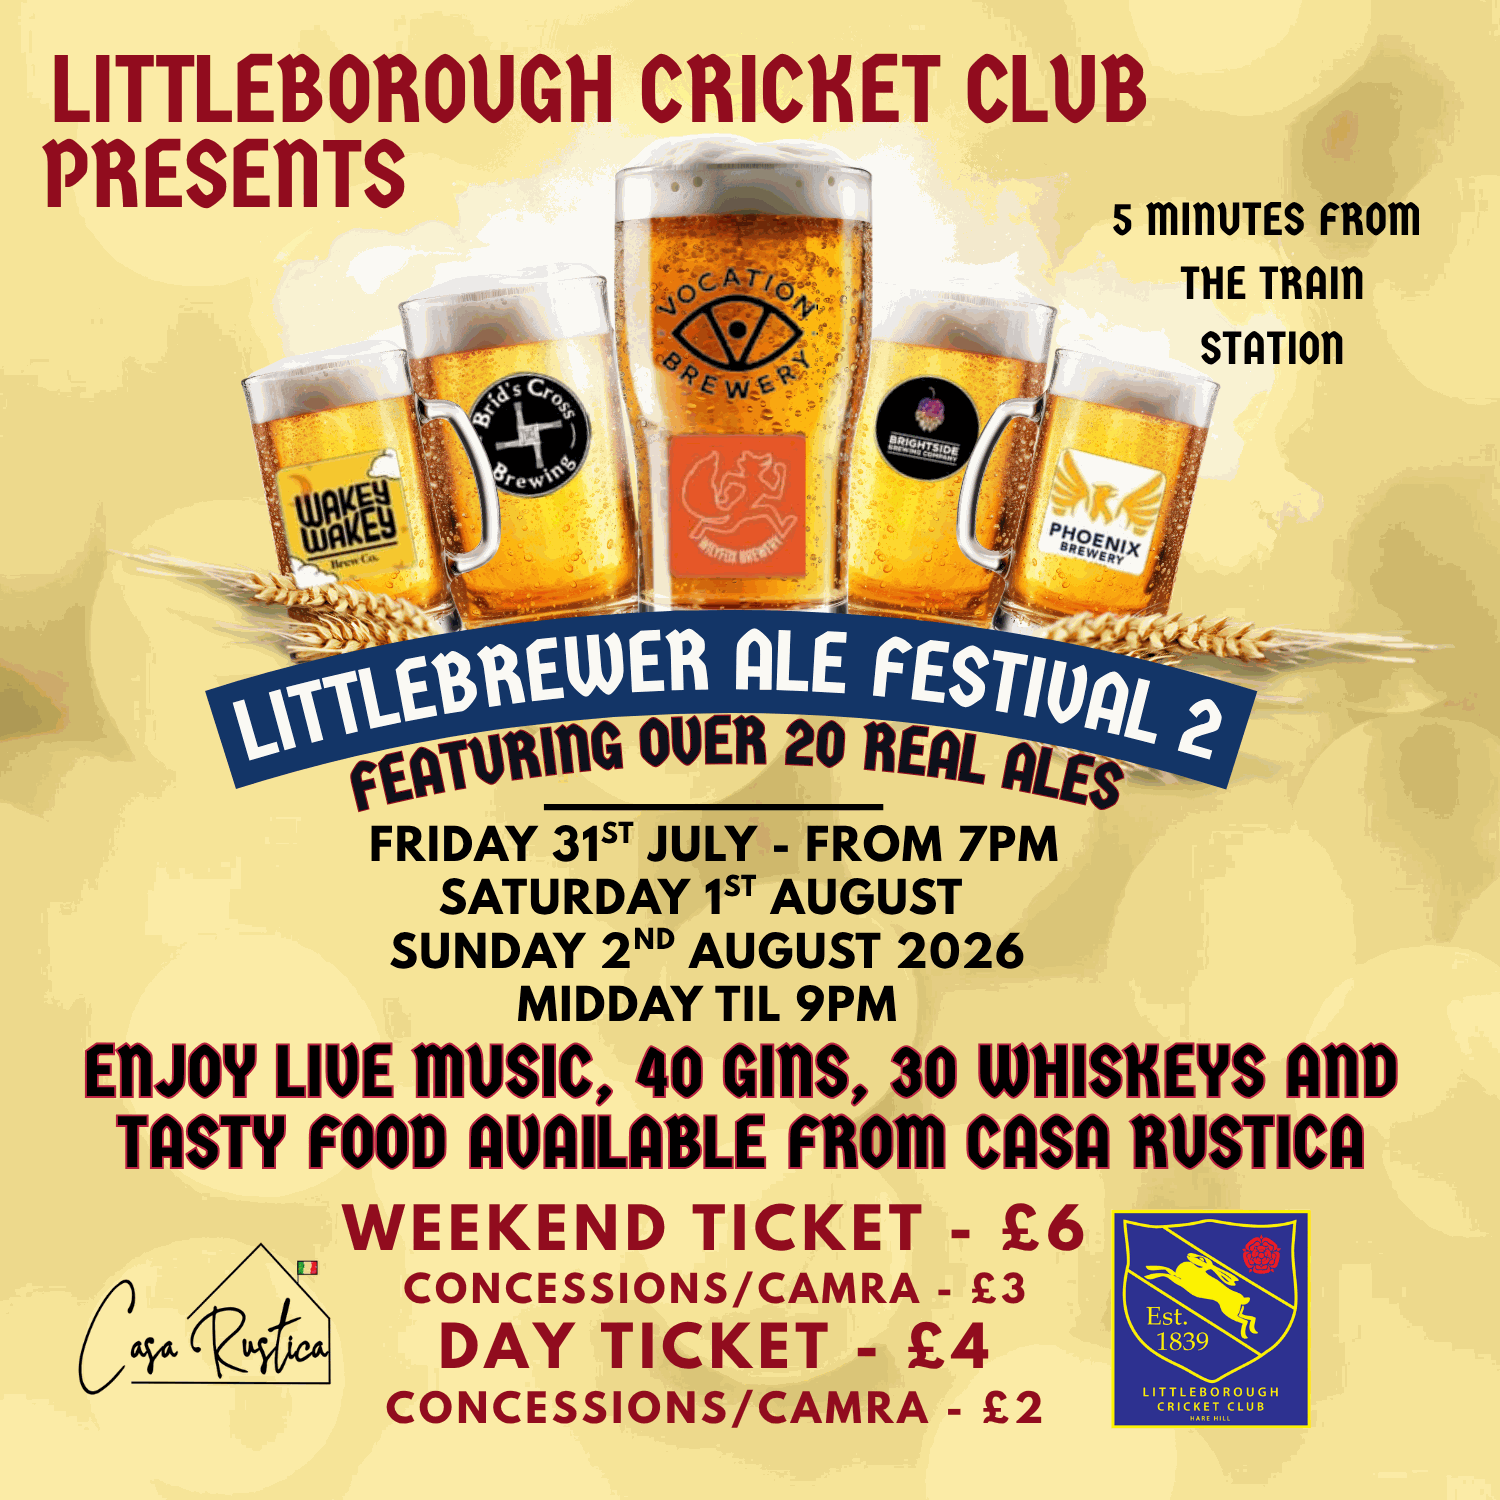 LITTLEBOROUGH CRICKET CLUB
PRESENTS
5 MINUTES FROM
THE TRAIN
STATION
VOCATION
BREWERY
Brid's Cross
Brewing
WAKEY
WAKEY
Brew Co.
WILYFOX BREWERY
BRIGHTSIDE
BREWING COMPANY
PHOENIX
BREWERY
LITTLEBREWER ALE FESTIVAL 2
FEATURING OVER 20 REAL ALES
FRIDAY 31ST JULY - FROM 7PM
SATURDAY 1ST AUGUST
SUNDAY 2ND AUGUST 2026
MIDDAY TIL 9PM
ENJOY LIVE MUSIC, 40 GINS, 30 WHISKEYS AND
TASTY FOOD AVAILABLE FROM CASA RUSTICA
WEEKEND TICKET - £6
CONCESSIONS/CAMRA - £3
DAY TICKET - £4
CONCESSIONS/CAMRA - £2
Casa Rustica
Est.
1839
LITTLEBOROUGH
CRICKET CLUB
HARE HILL